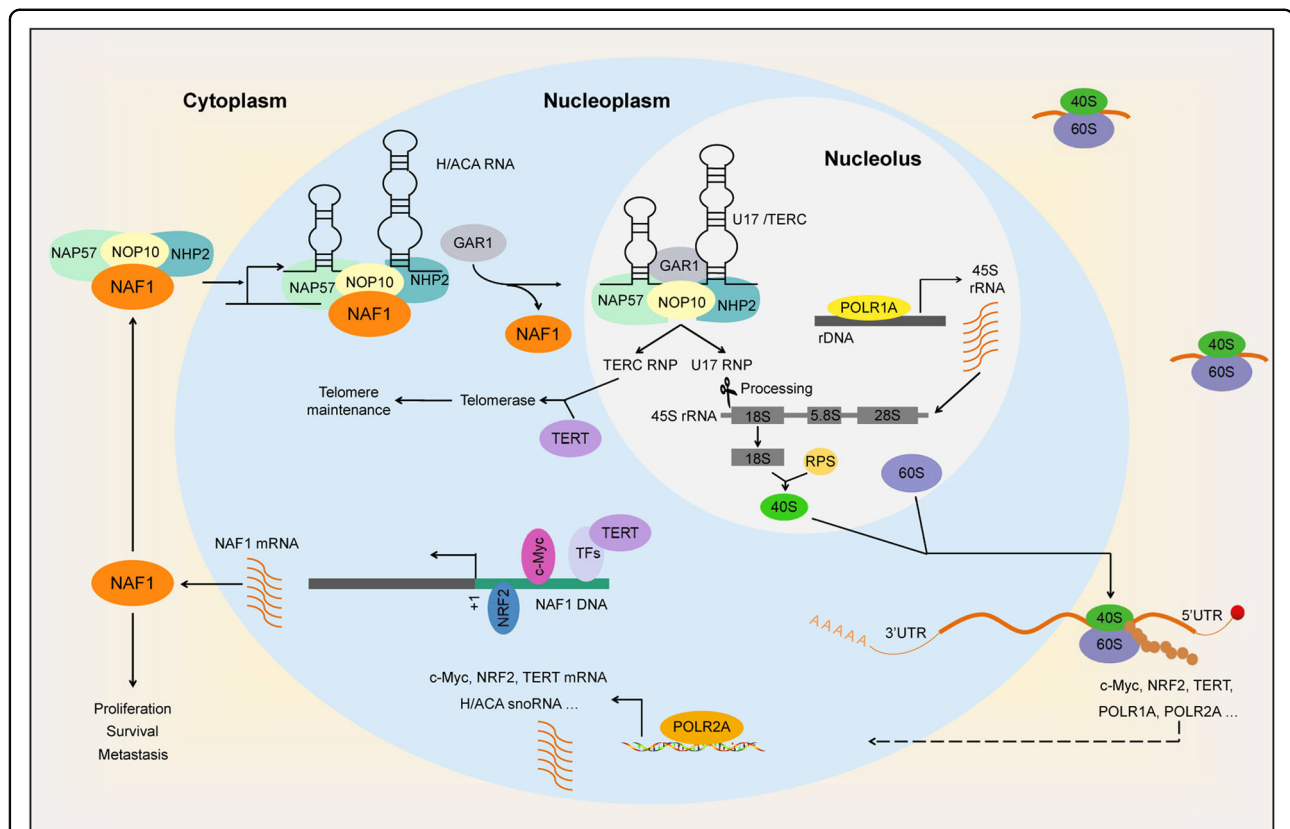 Cytoplasm
Nucleoplasm
Nucleolus
40S
60S
H/ACA RNA
NAP57
NOP10
NHP2
NAF1
NAP57
NOP10
NHP2
NAF1
GAR1
NAF1
U17 /TERC
GAR1
NAP57
NOP10
NHP2
45S
rRNA
POLR1A
rDNA
40S
60S
TERC RNP
U17 RNP
Processing
Telomere
maintenance
Telomerase
TERT
45S rRNA
18S
5.8S
28S
18S
RPS
40S
60S
NAF1 mRNA
NAF1
+1
NRF2
c-Myc
TFs
TERT
NAF1 DNA
AAAAA
3'UTR
40S
60S
5'UTR
c-Myc, NRF2, TERT,
POLR1A, POLR2A ...
c-Myc, NRF2, TERT mRNA
H/ACA snoRNA ...
POLR2A
Proliferation
Survival
Metastasis